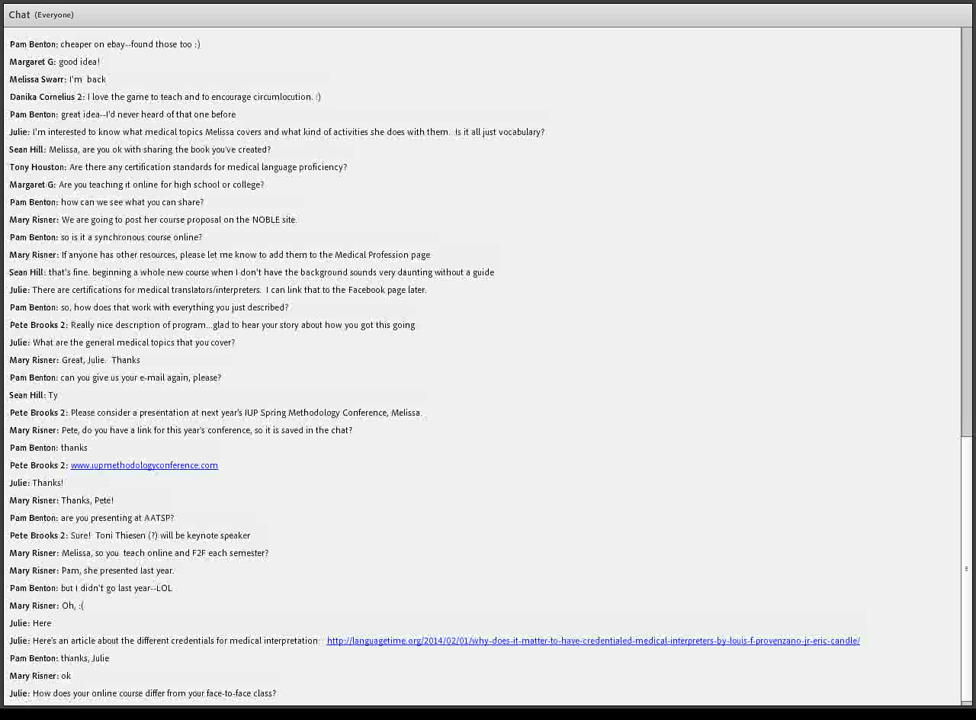 Chat (Everyone)
Pam Benton: cheaper on ebay--found those too :)
Margaret G: good idea!
Melissa Swarr: I'm back
Danika Cornelius 2: I love the game to teach and to encourage circumlocution. :)
Pam Benton: great idea--I'd never heard of that one before
Julie: I'm interested to know what medical topics Melissa covers and what kind of activities she does with them. Is it all just vocabulary?
Sean Hill: Melissa, are you ok with sharing the book you've created?
Tony Houston: Are there any certification standards for medical language proficiency?
Margaret G: Are you teaching it online for high school or college?
Pam Benton: how can we see what you can share?
Mary Risner: We are going to post her course proposal on the NOBLE site.
Pam Benton: so is it a synchronous course online?
Mary Risner: If anyone has other resources, please let me know to add them to the Medical Profession page
Sean Hill: that's fine. beginning a whole new course when I don't have the background sounds very daunting without a guide
Julie: There are certifications for medical translators/interpreters. I can link that to the Facebook page later.
Pam Benton: so, how does that work with everything you just described?
Pete Brooks 2: Really nice description of program...glad to hear your story about how you got this going
Julie: What are the general medical topics that you cover?
Mary Risner: Great, Julie. Thanks
Pam Benton: can you give us your e-mail again, please?
Sean Hill: Ty
Pete Brooks 2: Please consider a presentation at next year's IUP Spring Methodology Conference, Melissa.
Mary Risner: Pete, do you have a link for this year's conference, so it is saved in the chat?
Pam Benton: thanks
Pete Brooks 2: www.iupmethodologyconference.com
Julie: Thanks!
Mary Risner: Thanks, Pete!
Pam Benton: are you presenting at AATSP?
Pete Brooks 2: Sure! Toni Thiesen (?) will be keynote speaker
Mary Risner: Melissa, so you teach online and F2F each semester?
Mary Risner: Pam, she presented last year.
Pam Benton: but I didn't go last year--LOL
Mary Risner: Oh, :(
Julie: Here
Julie: Here's an article about the different credentials for medical interpretation: http://languagetime.org/2014/02/01/why-does-it-matter-to-have-credentialed-medical-interpreters-by-louis-f-provenzano-jr-eric-candle/
Pam Benton: thanks, Julie
Mary Risner: ok
Julie: How does your online course differ from your face-to-face class?